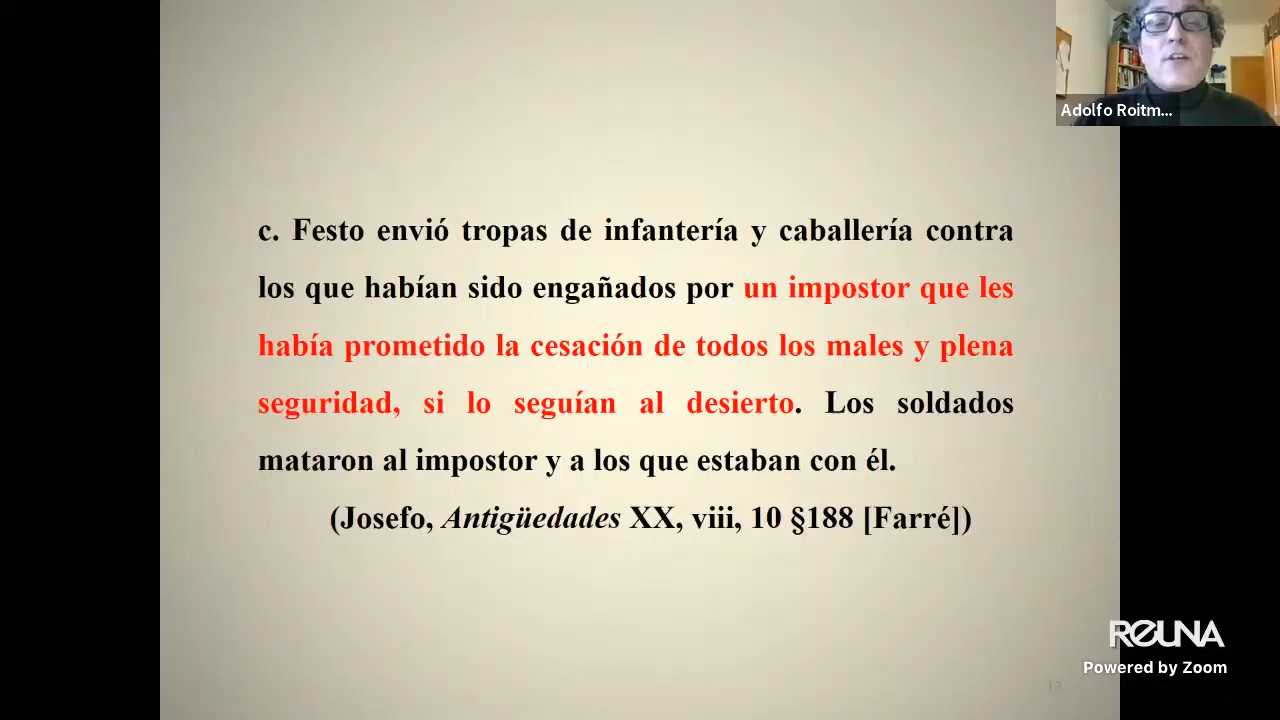 Adolfo Roitm...
c. Festo envió tropas de infantería y caballería contra
los que habían sido engañados por un impostor que les
había prometido la cesación de todos los males y plena
seguridad, si lo seguían al desierto. Los soldados
mataron al impostor y a los que estaban con él.
(Josefo, Antigüedades XX, viii, 10 §188 [Farré])
REUNA
Powered by Zoom